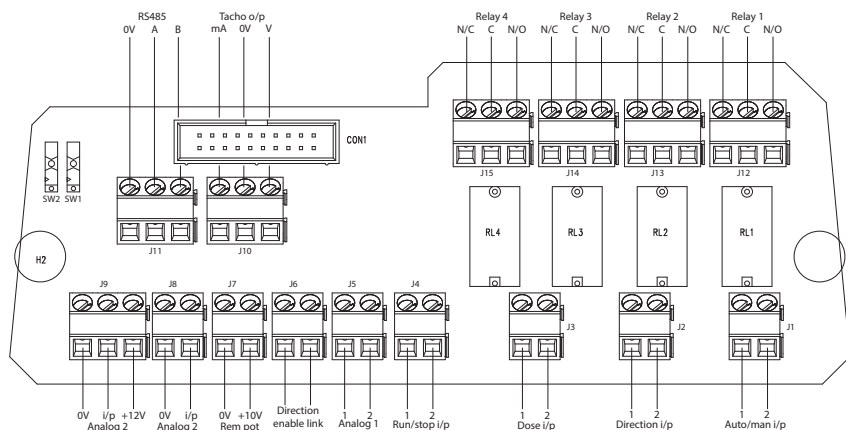 RS485 Tacho o/p Relay 4 Relay 3 Relay 2 Relay 1
0V A B mA 0V V N/C C N/O N/C C N/O N/C C N/O N/C C N/O
CON1
J15 J14 J13 J12
SW2 SW1
RL4 RL3 RL2 RL1
J11 J10
H2
J9 J8 J7 J6 J5 J4
J3 J2 J1
0V i/p +12V 0V i/p 0V +10V Direction 1 2 1 2 1 2 1 2 1 2
Analog 2 Analog 2 Rem pot enable link Analog 1 Run/stop i/p Dose i/p Direction i/p Auto/man i/p